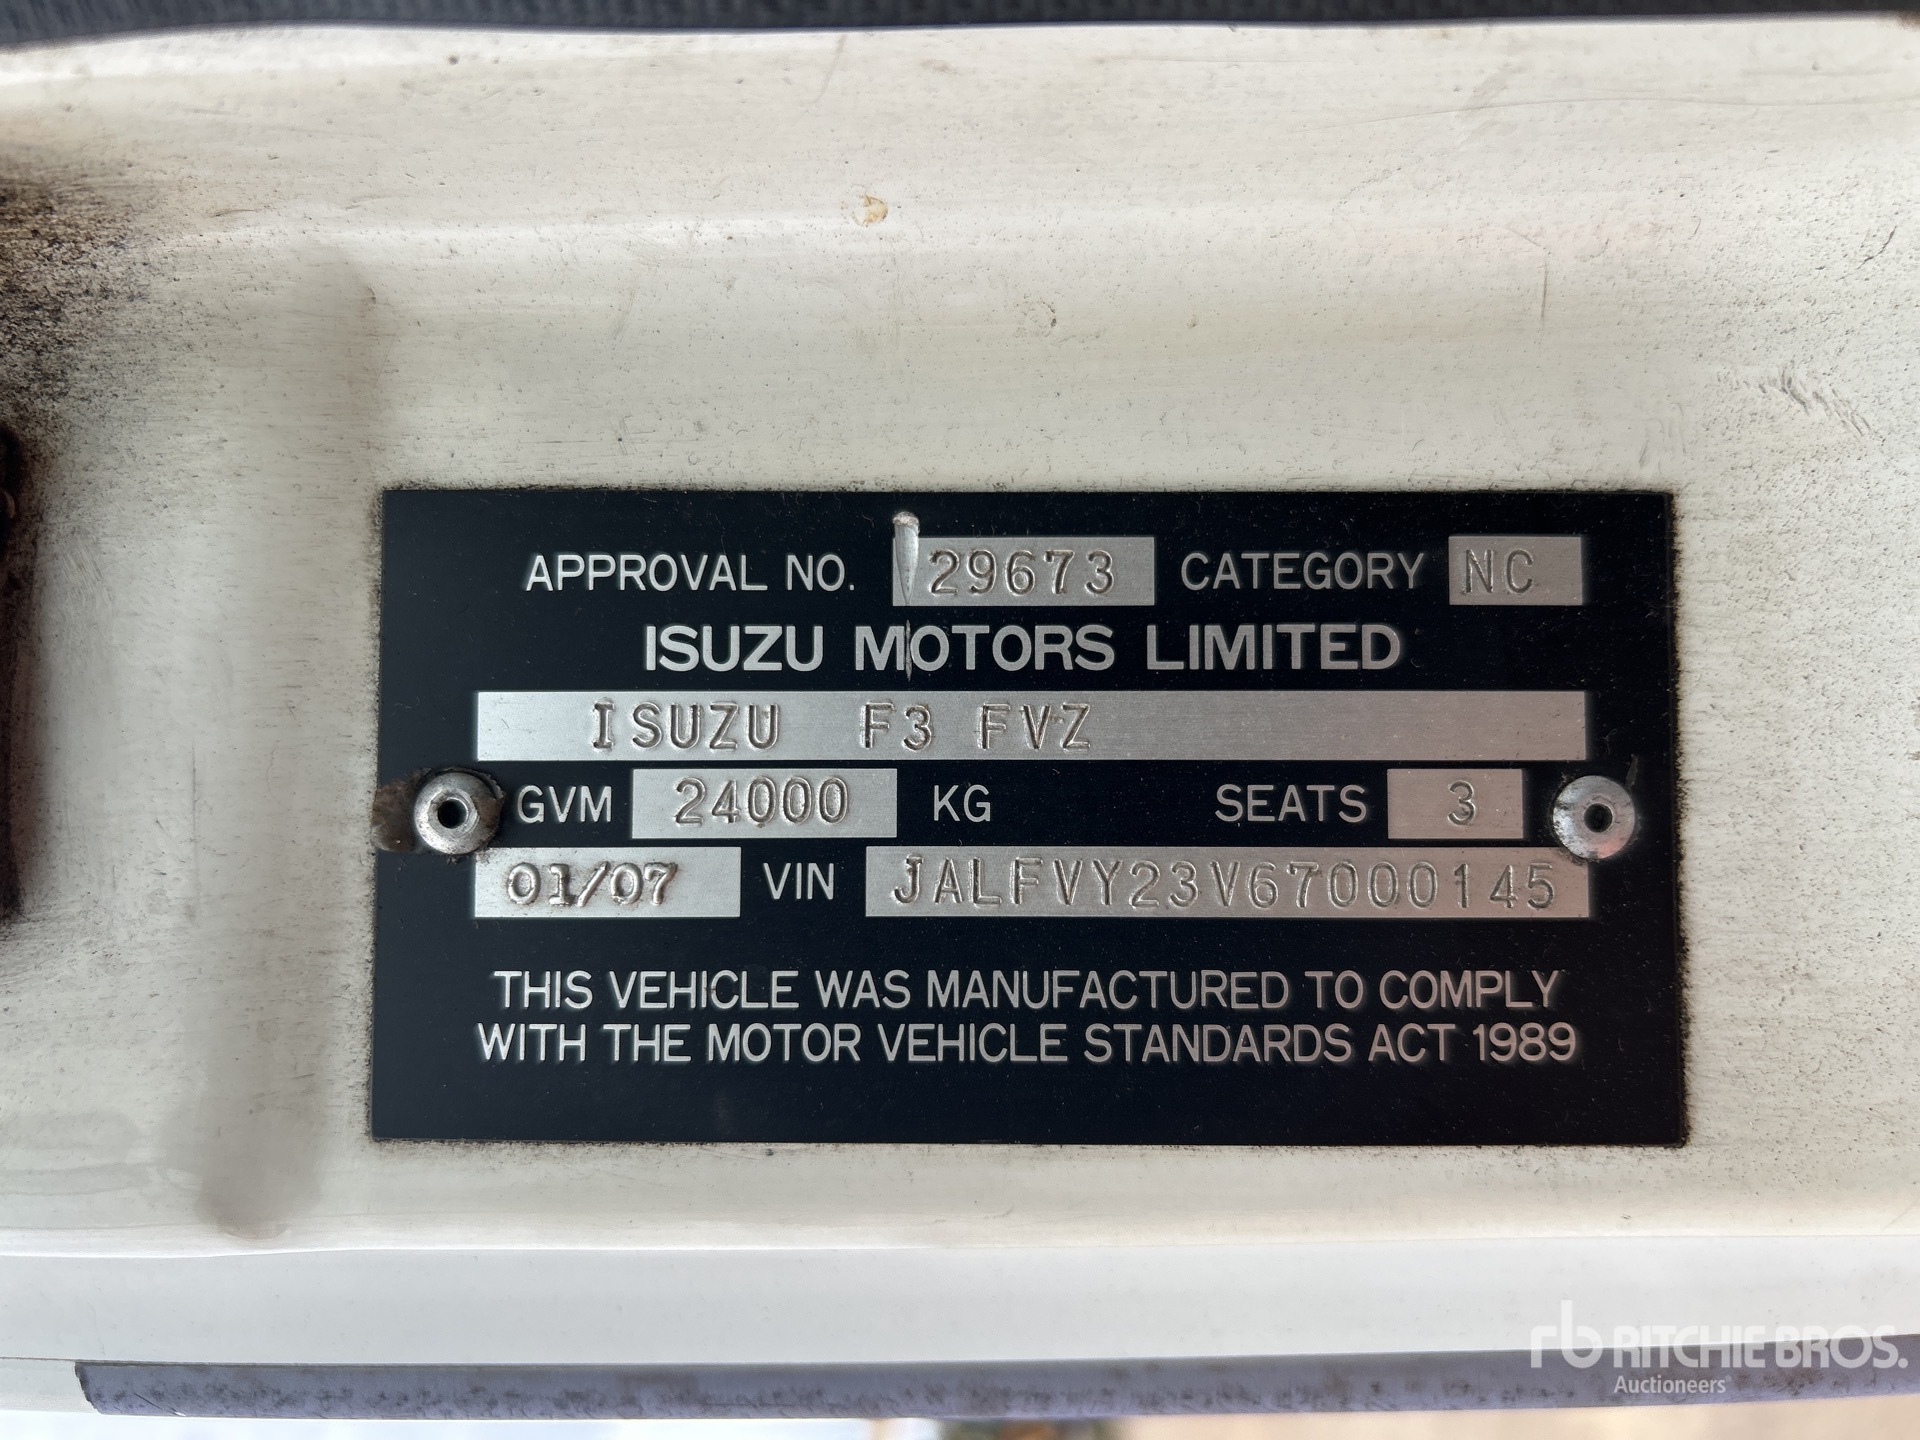 APPROVAL NO. 29673 CATEGORY NC
ISUZU MOTORS LIMITED
ISUZU F3 FVZ
GVM 24000 KG SEATS 3
01/07 VIN JALFVY23V67000145
THIS VEHICLE WAS MANUFACTURED TO COMPLY
WITH THE MOTOR VEHICLE STANDARDS ACT 1989
rb RITCHIE BROS.
Auctioneers